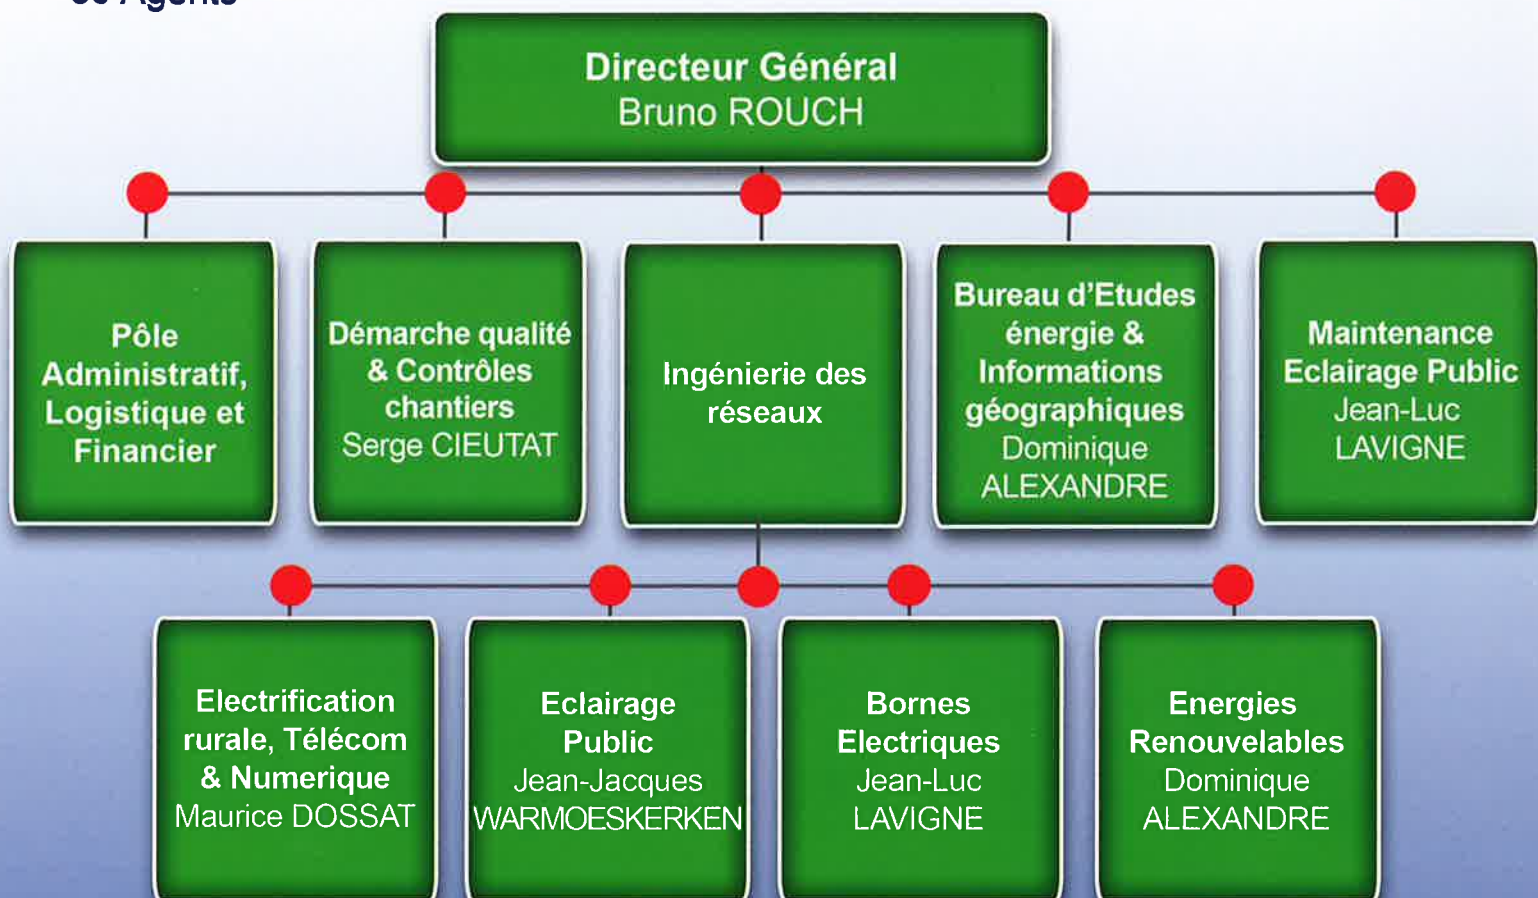 Agents
Directeur Général
Bruno ROUCH
Pôle
Administratif,
Logistique et
Financier
Démarche qualité
& Contrôles
chantiers
Serge CIEUTAT
Ingénierie des
réseaux
Bureau d'Etudes
énergie &
Informations
géographiques
Dominique
ALEXANDRE
Maintenance
Eclairage Public
Jean-Luc
LAVIGNE
Electrification
rurale, Télécom
& Numerique
Maurice DOSSAT
Eclairage
Public
Jean-Jacques
WARMOESKERKEN
Bornes
Electriques
Jean-Luc
LAVIGNE
Energies
Renouvelables
Dominique
ALEXANDRE